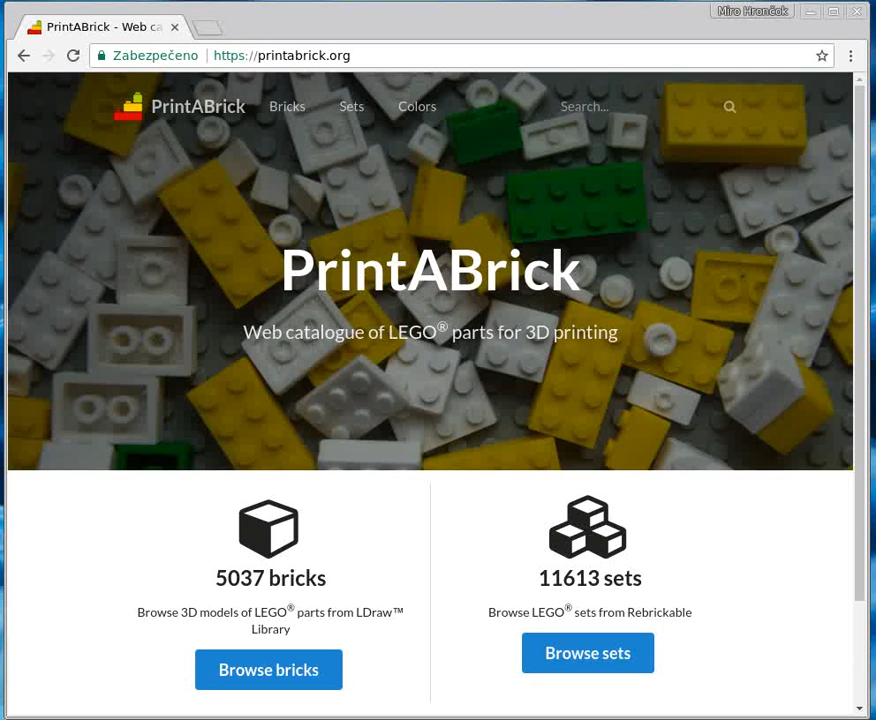 Miro Hrončok
PrintABrick - Web ca
Zabezpečeno
https://printabrick.org
PrintABrick Bricks Sets Colors Search...
PrintABrick
Web catalogue of LEGO® parts for 3D printing
5037 bricks
Browse 3D models of LEGO® parts from LDraw™
Library
Browse bricks
11613 sets
Browse LEGO® sets from Rebrickable
Browse sets